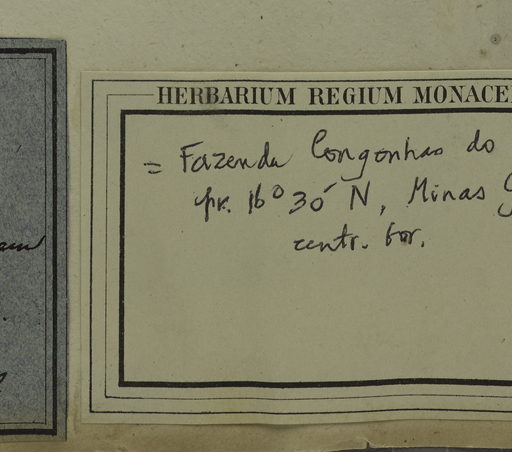 HERBARIUM REGIUM MONACE
= Fazenda Congonhas do
pr. 16° 30' N, Minas G
centr. bor.